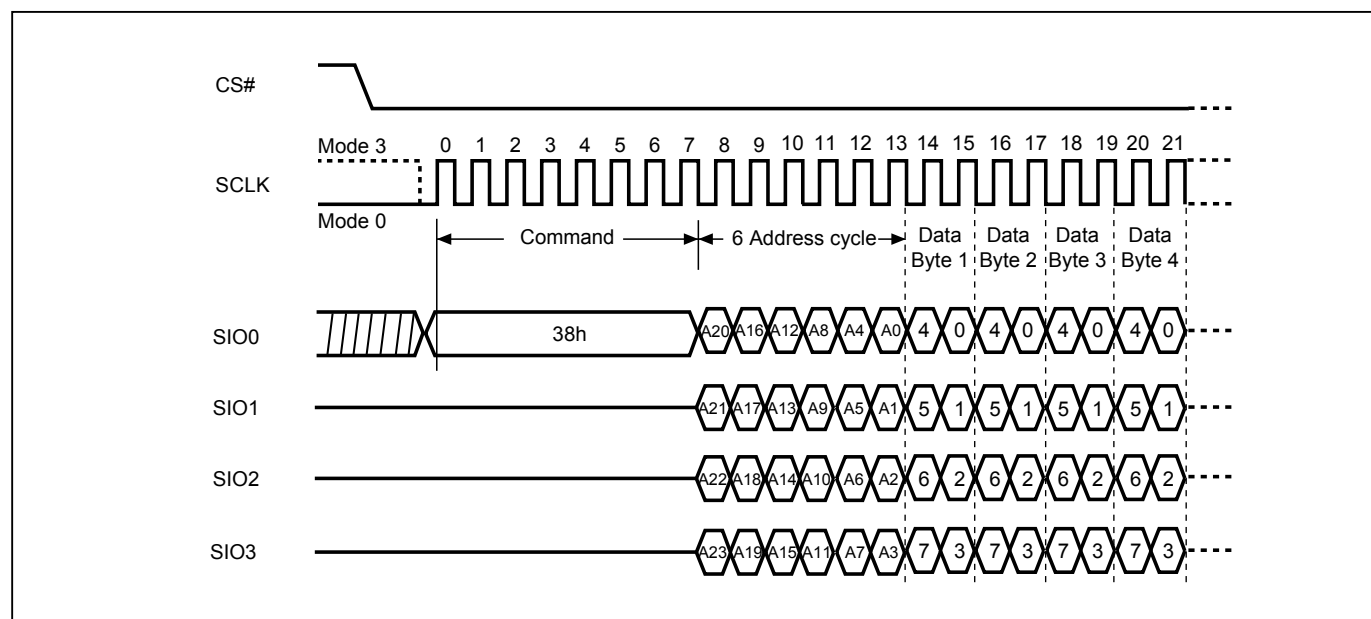 CS#
Mode 3
0 1 2 3 4 5 6 7 8 9 10 11 12 13 14 15 16 17 18 19 20 21
SCLK
Mode 0
Command
6 Address cycle
Data Byte 1
Data Byte 2
Data Byte 3
Data Byte 4
SIO0
38h
A20 A16 A12 A8 A4 A0 4 0 4 0 4 0 4 0
SIO1
A21 A17 A13 A9 A5 A1 5 1 5 1 5 1 5 1
SIO2
A22 A18 A14 A10 A6 A2 6 2 6 2 6 2 6 2
SIO3
A23 A19 A15 A11 A7 A3 7 3 7 3 7 3 7 3